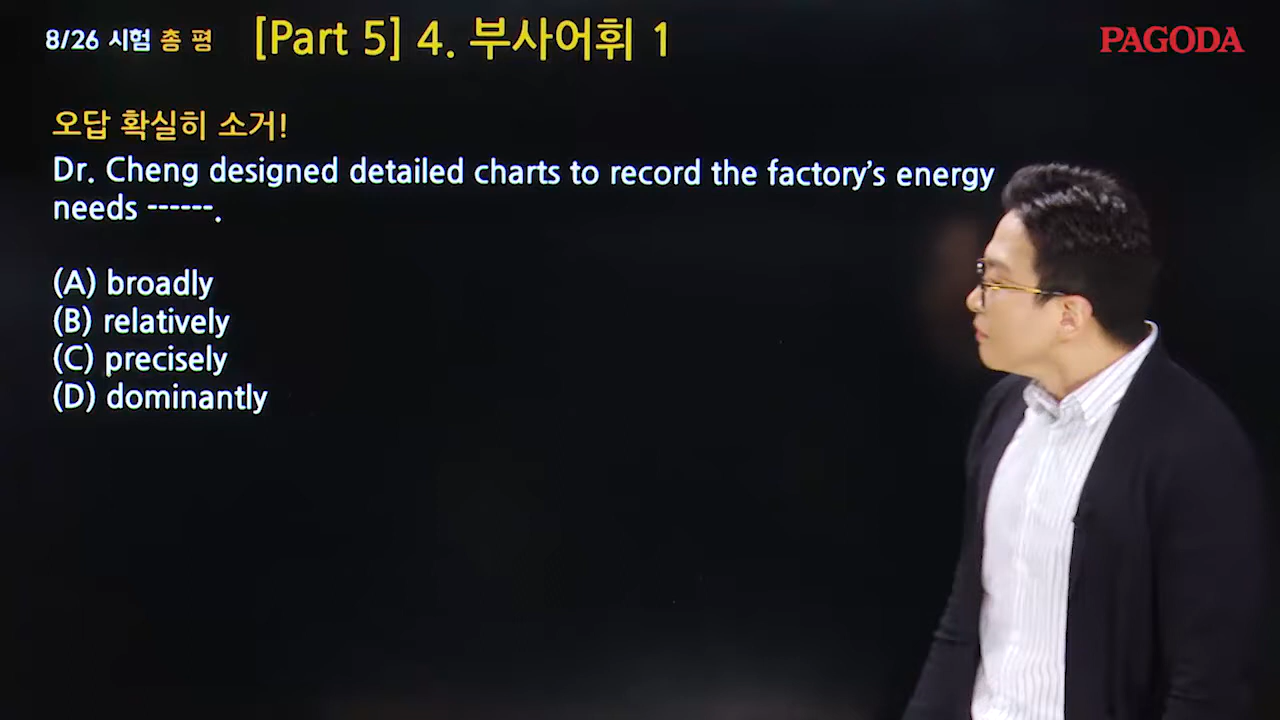 8/26 시험 총 평 [Part 5] 4. 부사어휘 1 PAGODA
오답 확실히 소거!
Dr. Cheng designed detailed charts to record the factory’s energy
needs ------.
(A) broadly
(B) relatively
(C) precisely
(D) dominantly